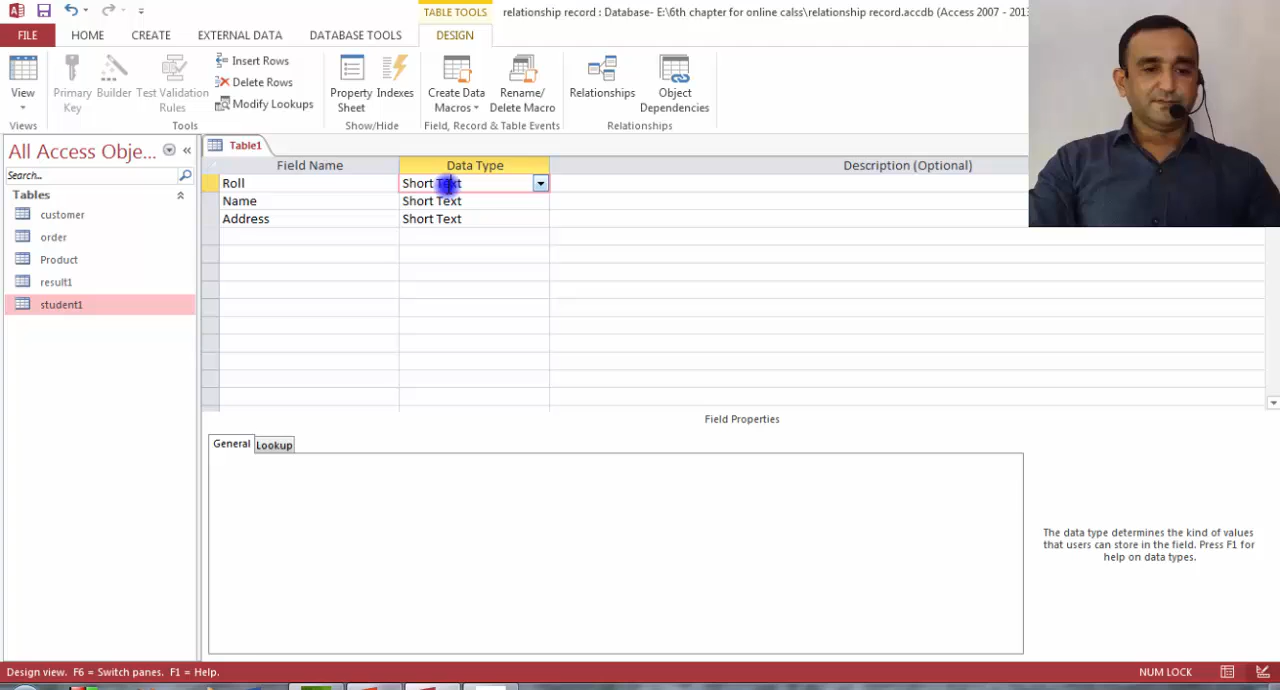 TABLE TOOLS
relationship record : Database- E:\6th chapter for online calss\relationship record.accdb (Access 2007 - 2013
FILE HOME CREATE EXTERNAL DATA DATABASE TOOLS DESIGN
View
Primary Key
Builder
Test Validation Rules
Insert Rows
Delete Rows
Modify Lookups
Property Sheet
Indexes
Create Data Macros
Rename/ Delete Macro
Relationships
Object Dependencies
Views
Tools
Show/Hide
Field, Record & Table Events
Relationships
All Access Obje...
Search...
Tables
customer
order
Product
result1
student1
Table1
Field Name Data Type Description (Optional)
Roll Short Text
Name Short Text
Address Short Text
Field Properties
General Lookup
The data type determines the kind of values
that users can store in the field. Press F1 for
help on data types.
Design view. F6 = Switch panes. F1 = Help.
NUM LOCK